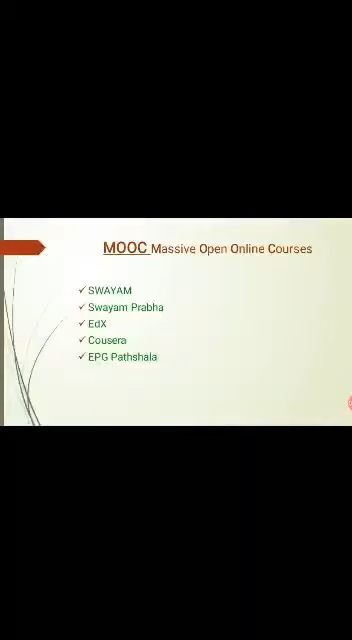 MOOC Massive Open Online Courses
SWAYAM
Swayam Prabha
EdX
Cousera
EPG Pathshala